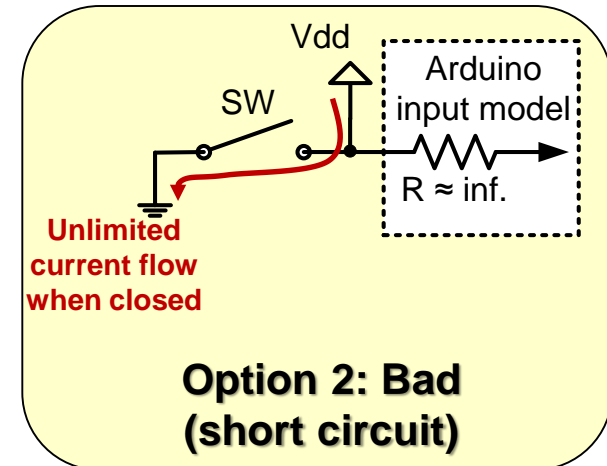 Vdd
SW
Arduino
input model
R ≈ inf.
Unlimited
current flow
when closed
Option 2: Bad
(short circuit)